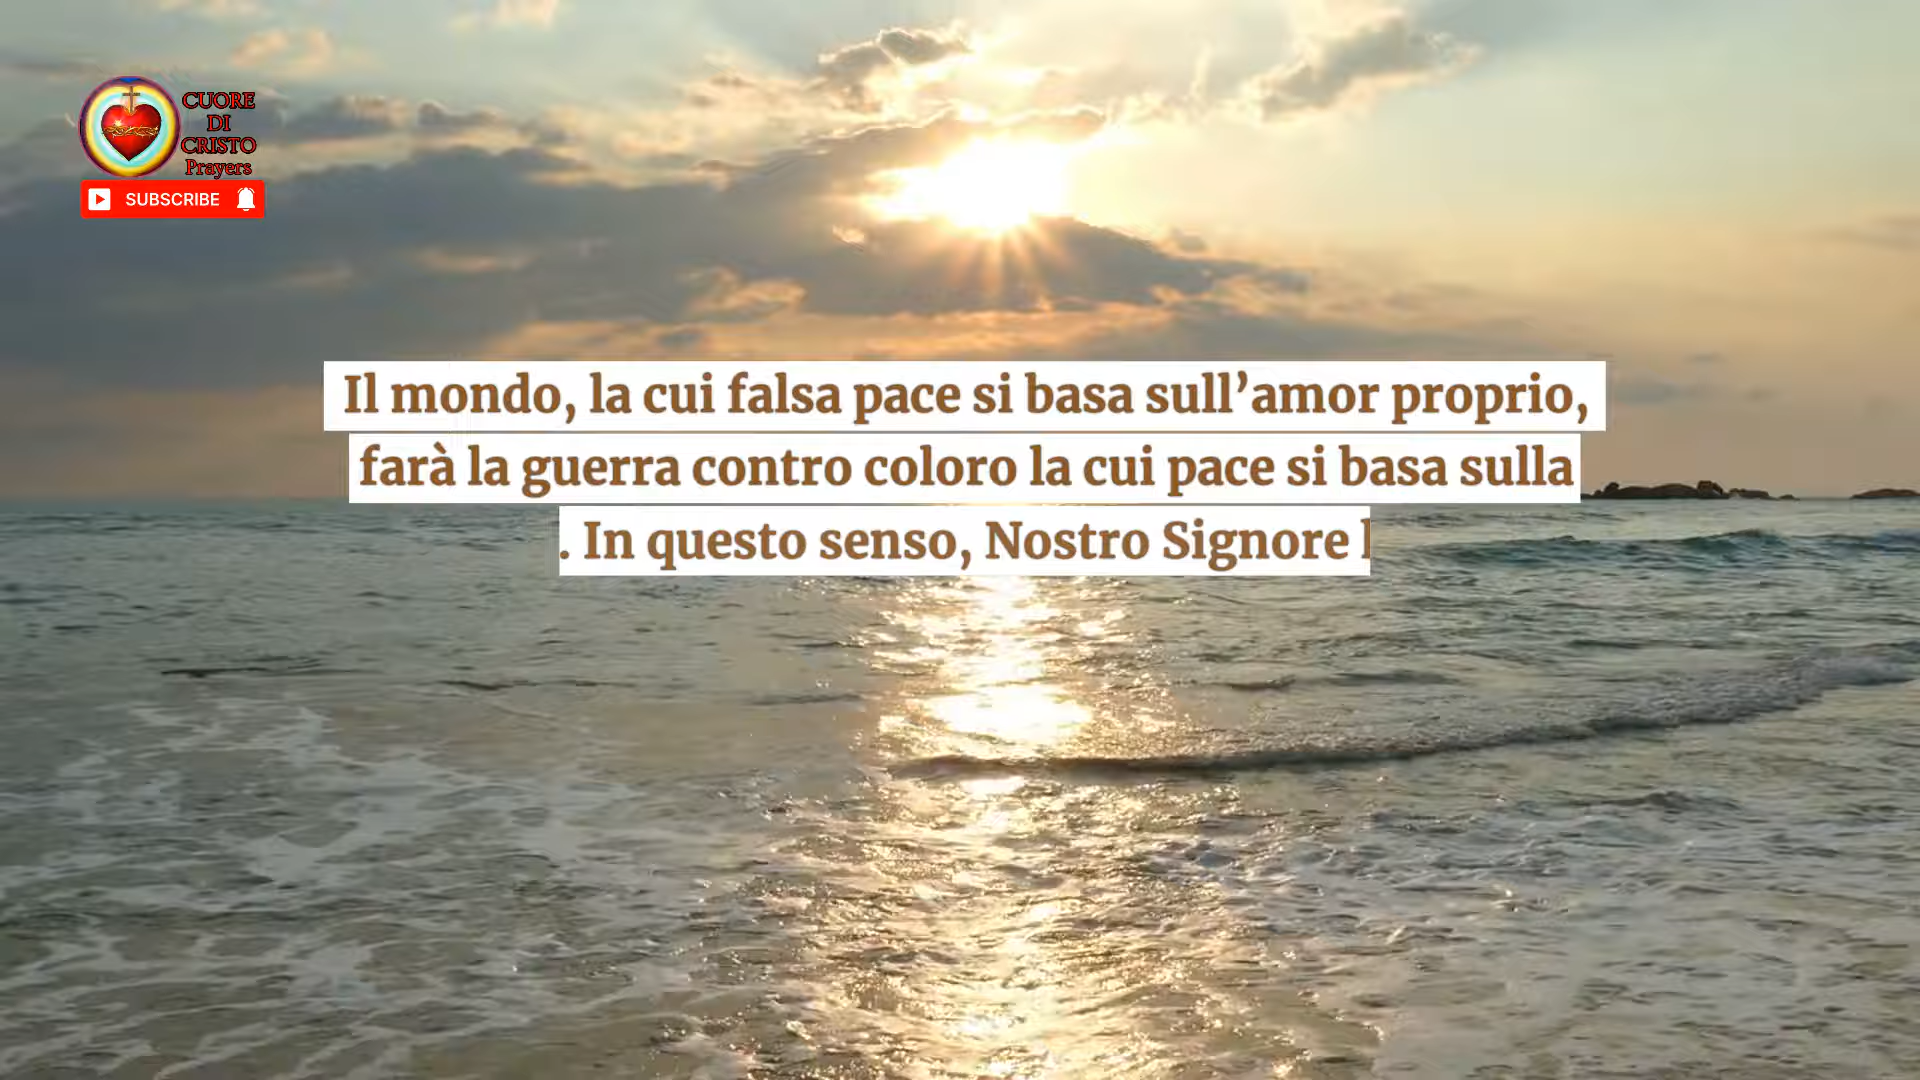 CUORE
DI
CRISTO
Prayers
SUBSCRIBE
Il mondo, la cui falsa pace si basa sull’amor proprio,
farà la guerra contro coloro la cui pace si basa sulla
. In questo senso, Nostro Signore